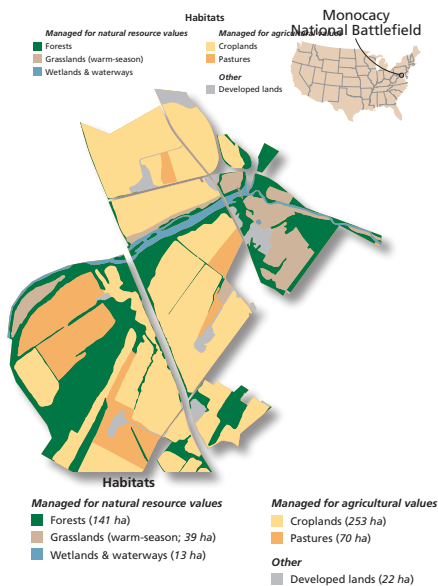 Habitats
Monocacy
National Battlefield
Managed for natural resource values
Forests
Grasslands (warm-season)
Wetlands & waterways
Managed for agricultural values
Croplands
Pastures
Other
Developed lands
Habitats
Managed for natural resource values
Forests (141 ha)
Grasslands (warm-season; 39 ha)
Wetlands & waterways (13 ha)
Managed for agricultural values
Croplands (253 ha)
Pastures (70 ha)
Other
Developed lands (22 ha)